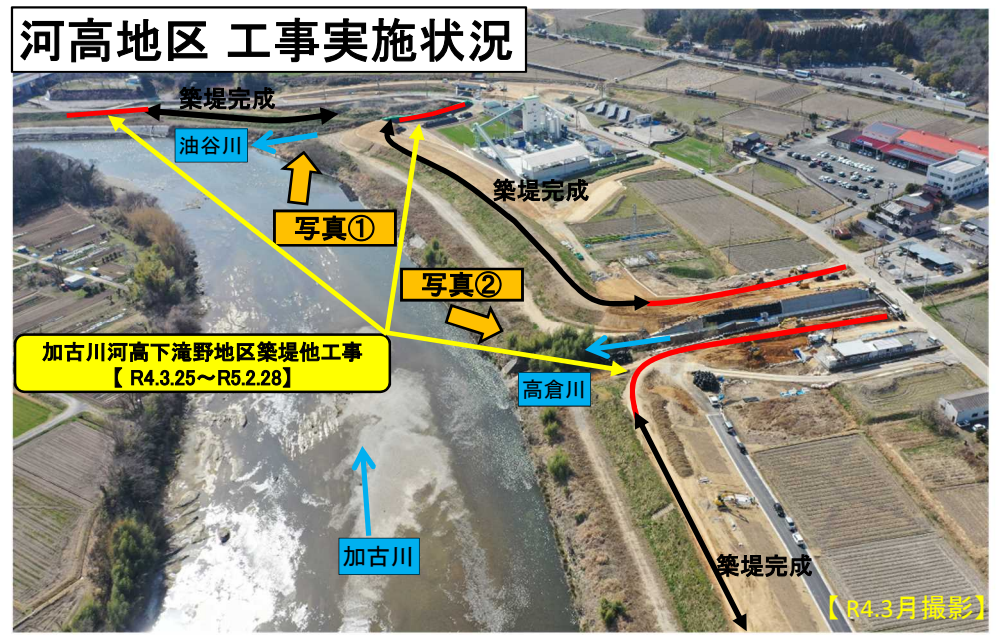 河高地区 工事実施状況
築堤完成
油谷川
築堤完成
写真①
写真②
加古川河高下滝野地区築堤他工事
【 R4.3.25～R5.2.28】
高倉川
加古川
築堤完成
【 R4.3月撮影】